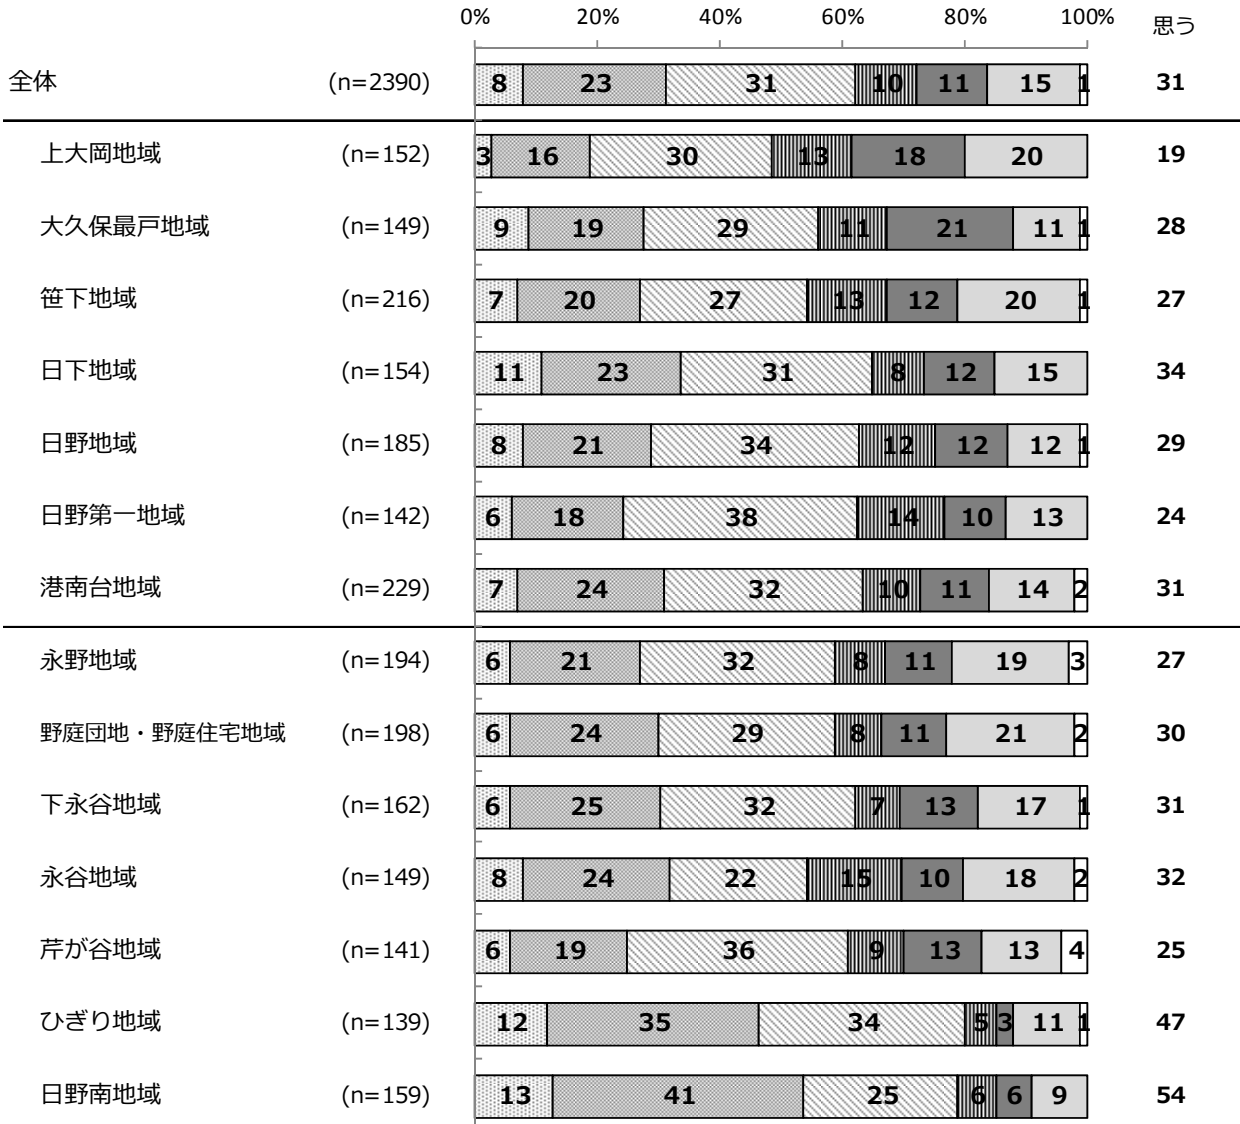 0% 20% 40% 60% 80% 100% 思う
全体 (n=2390) 8 23 31 10 11 15 1 31
上大岡地域 (n=152) 3 16 30 13 18 20 19
大久保最戸地域 (n=149) 9 19 29 11 21 11 1 28
笹下地域 (n=216) 7 20 27 13 12 20 1 27
日下地域 (n=154) 11 23 31 8 12 15 34
日野地域 (n=185) 8 21 34 12 12 12 1 29
日野第一地域 (n=142) 6 18 38 14 10 13 24
港南台地域 (n=229) 7 24 32 10 11 14 2 31
永野地域 (n=194) 6 21 32 8 11 19 3 27
野庭団地・野庭住宅地域 (n=198) 6 24 29 8 11 21 2 30
下永谷地域 (n=162) 6 25 32 7 13 17 1 31
永谷地域 (n=149) 8 24 22 15 10 18 2 32
芹が谷地域 (n=141) 6 19 36 9 13 13 4 25
ひぎり地域 (n=139) 12 35 34 5 3 11 1 47
日野南地域 (n=159) 13 41 25 6 6 9 54